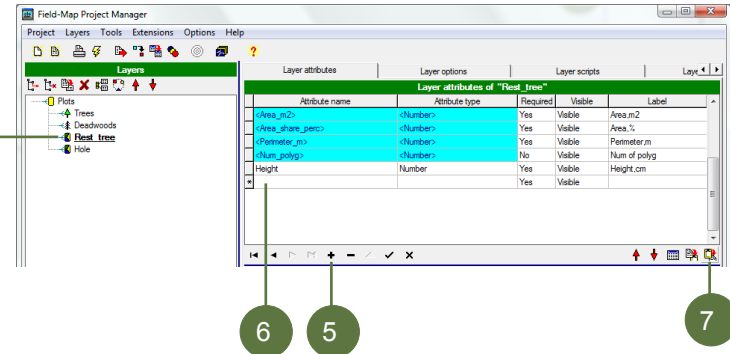 Field-Map Project Manager
Project Layers Tools Extensions Options Help
Layers
Plots
Trees
Deadwoods
Rest_tree
Hole
Layer attributes Layer options Layer scripts Laye
Layer attributes of "Rest_tree"
Attribute name Attribute type Required Visible Label
<Area_m2> <Number> Yes Visible Area,m2
<Area_share_perc> <Number> Yes Visible Area,%
<Perimeter_m> <Number> Yes Visible Perimeter,m
<Num_polyg> <Number> No Visible Num of polyg
Height Number Yes Visible Height,cm
* Yes Visible
6 5 7